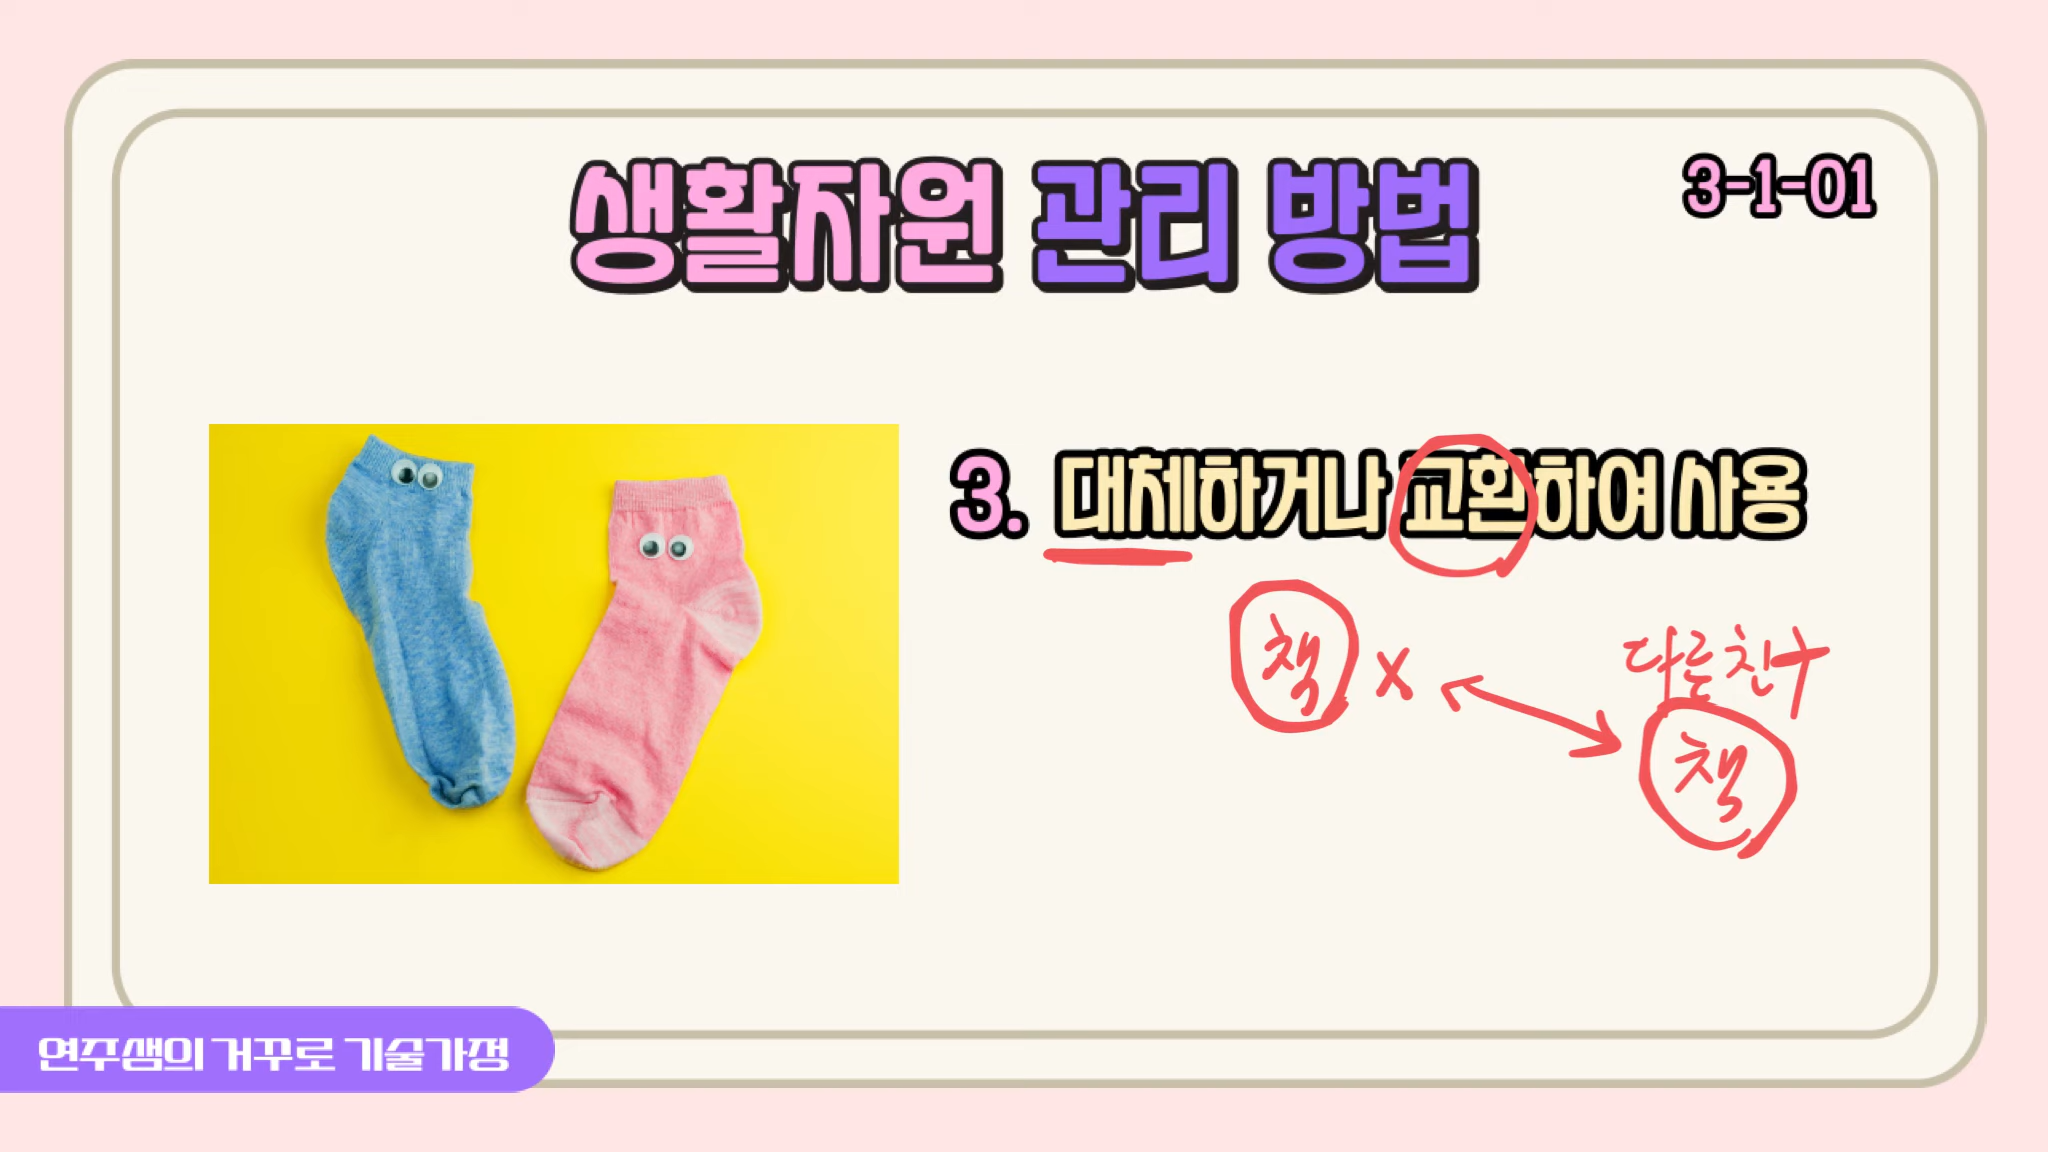 생활자원 관리 방법
3-1-01
3. 대체하거나 교환하여 사용
책 X
다른 친구
책
연주쌤의 거꾸로 기술가정